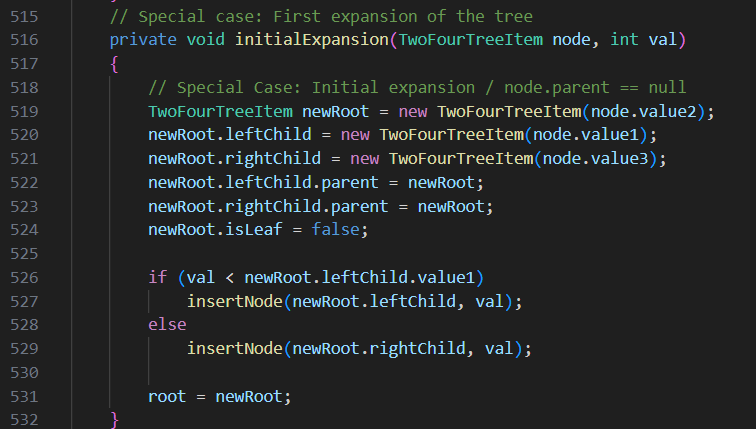 515 // Special case: First expansion of the tree
516 private void initialExpansion(TwoFourTreeItem node, int val)
517 {
518 // Special Case: Initial expansion / node.parent == null
519 TwoFourTreeItem newRoot = new TwoFourTreeItem(node.value2);
520 newRoot.leftChild = new TwoFourTreeItem(node.value1);
521 newRoot.rightChild = new TwoFourTreeItem(node.value3);
522 newRoot.leftChild.parent = newRoot;
523 newRoot.rightChild.parent = newRoot;
524 newRoot.isLeaf = false;
525
526 if (val < newRoot.leftChild.value1)
527 insertNode(newRoot.leftChild, val);
528 else
529 insertNode(newRoot.rightChild, val);
530
531 root = newRoot;
532 }